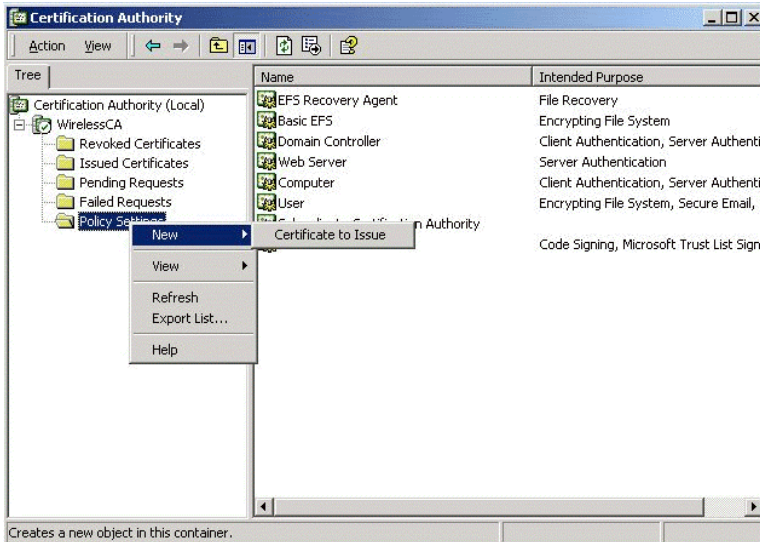 Certification Authority
Action View
Tree
Name Intended Purpose
Certification Authority (Local)
WirelessCA
Revoked Certificates
Issued Certificates
Pending Requests
Failed Requests
Policy Settings
EFS Recovery Agent File Recovery
Basic EFS Encrypting File System
Domain Controller Client Authentication, Server Authenti
Web Server Server Authentication
Computer Client Authentication, Server Authenti
User Encrypting File System, Secure Email,
n Authority
Code Signing, Microsoft Trust List Sign
New
Certificate to Issue
View
Refresh
Export List...
Help
Creates a new object in this container.